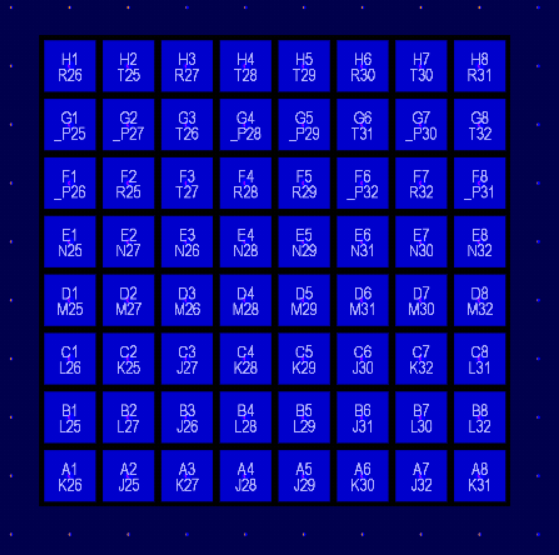 H1 H2 H3 H4 H5 H6 H7 H8
R26 T25 R27 T28 T29 R30 T30 R31
G1 G2 G3 G4 G5 G6 G7 G8
_P25 _P27 T26 _P28 _P29 T31 _P30 T32
F1 F2 F3 F4 F5 F6 F7 F8
_P26 R25 T27 R28 R29 _P32 R32 _P31
E1 E2 E3 E4 E5 E6 E7 E8
N25 N27 N26 N28 N29 N31 N30 N32
D1 D2 D3 D4 D5 D6 D7 D8
M25 M27 M26 M28 M29 M31 M30 M32
C1 C2 C3 C4 C5 C6 C7 C8
L26 K25 J27 K28 K29 J30 K32 L31
B1 B2 B3 B4 B5 B6 B7 B8
L25 L27 J26 L28 L29 J31 L30 L32
A1 A2 A3 A4 A5 A6 A7 A8
K26 J25 K27 J28 J29 K30 J32 K31